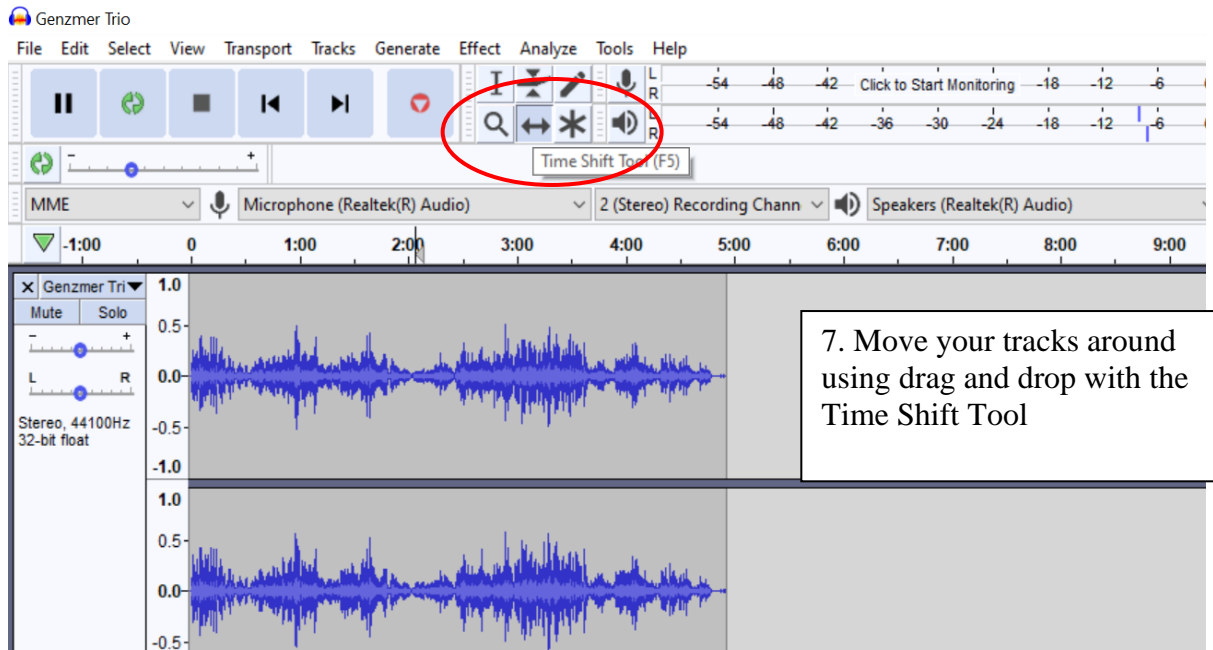 Genzmer Trio
File Edit Select View Transport Tracks Generate Effect Analyze Tools Help
L
R
-54 -48 -42 Click to Start Monitoring -18 -12 -6
R
-54 -48 -42 -36 -30 -24 -18 -12 -6
Time Shift Tool (F5)
- +
MME Microphone (Realtek(R) Audio) 2 (Stereo) Recording Chann Speakers (Realtek(R) Audio)
-1:00 0 1:00 2:00 3:00 4:00 5:00 6:00 7:00 8:00 9:00
X Genzmer Tri
Mute Solo
- +
L R
Stereo, 44100Hz
32-bit float
1.0
0.5-
0.0-
-0.5-
-1.0
7. Move your tracks around
using drag and drop with the
Time Shift Tool
1.0
0.5-
0.0-
-0.5-